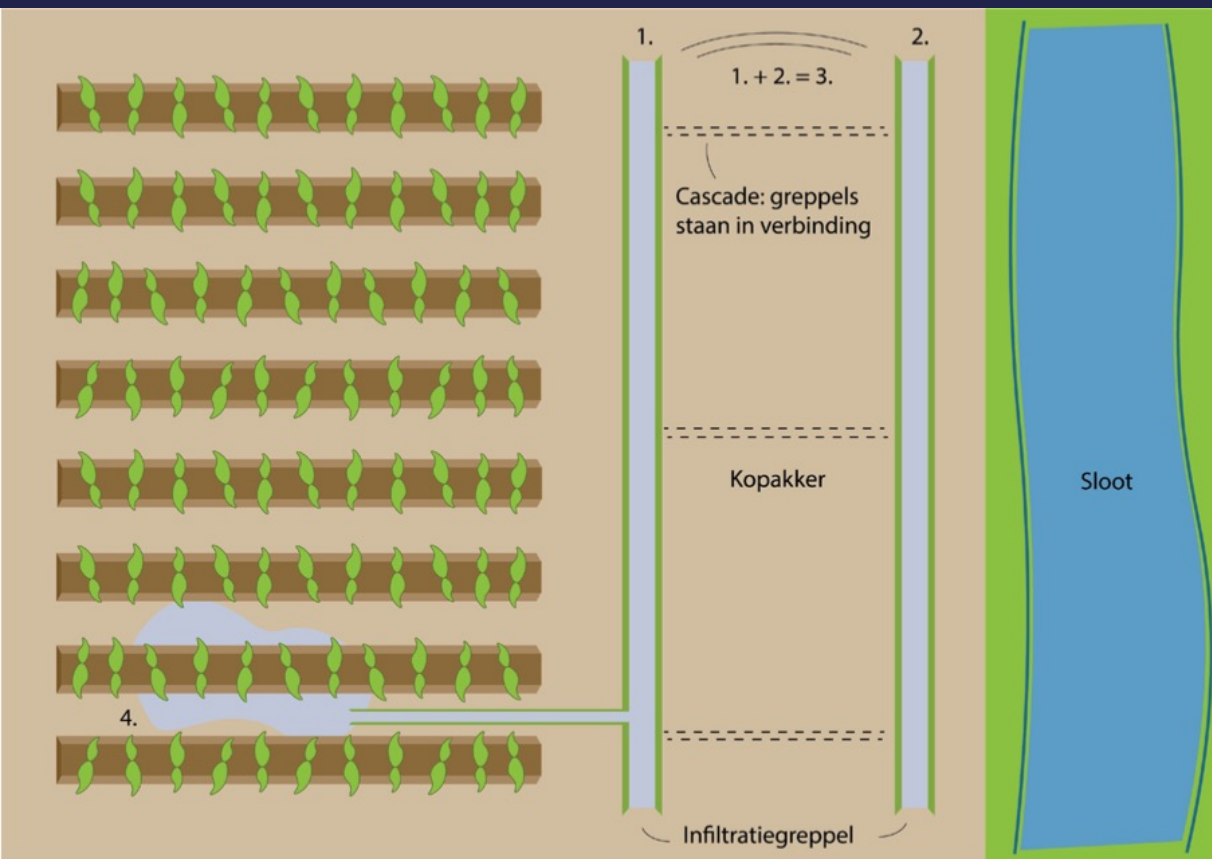 1.
2.
1. + 2. = 3.
Cascade: greppels
staan in verbinding
Kopakker
Sloot
4.
Infiltratiegreppel